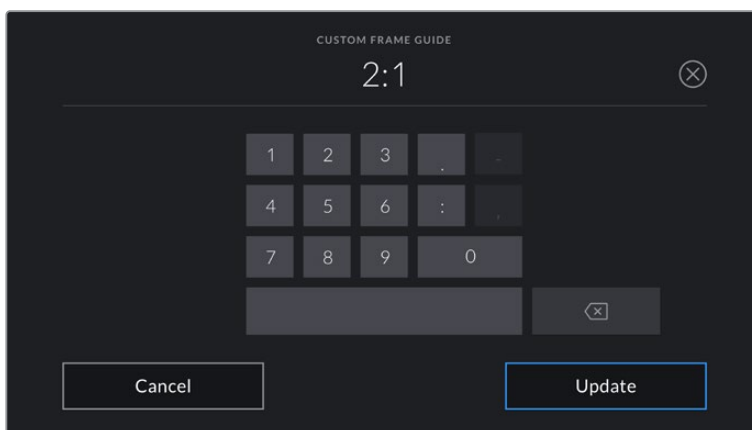 CUSTOM FRAME GUIDE
2:1
1 2 3 . -
4 5 6 : ,
7 8 9 0
Cancel Update